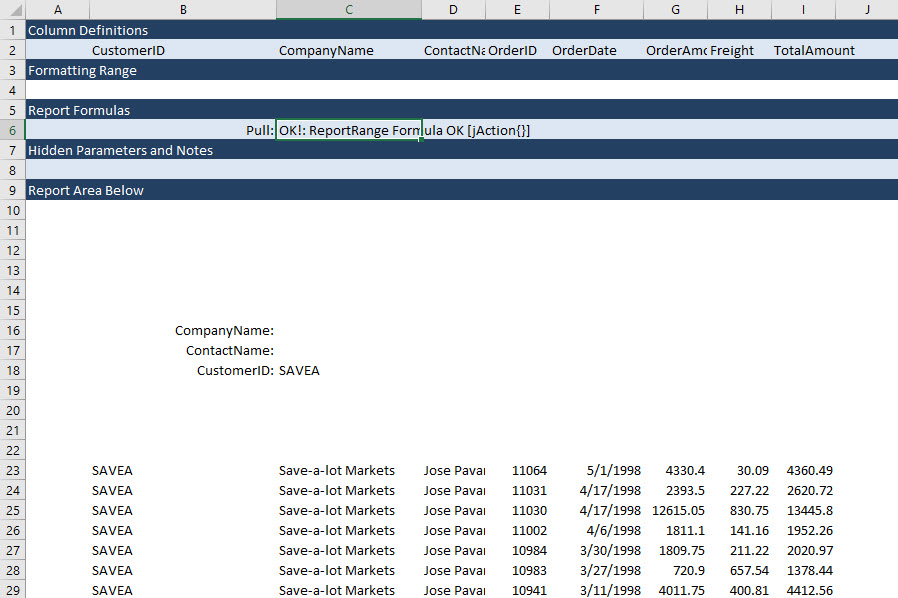 A B C D E F G H I J
1 Column Definitions
2 CustomerID CompanyName ContactNa OrderID OrderDate OrderAmo Freight TotalAmount
3 Formatting Range
4
5 Report Formulas
6 Pull: OK!: ReportRange Formula OK [jAction{}]
7 Hidden Parameters and Notes
8
9 Report Area Below
10
11
12
13
14
15
16 CompanyName:
17 ContactName:
18 CustomerID: SAVEA
19
20
21
22
23 SAVEA Save-a-lot Markets Jose Pavar 11064 5/1/1998 4330.4 30.09 4360.49
24 SAVEA Save-a-lot Markets Jose Pavar 11031 4/17/1998 2393.5 227.22 2620.72
25 SAVEA Save-a-lot Markets Jose Pavar 11030 4/17/1998 12615.05 830.75 13445.8
26 SAVEA Save-a-lot Markets Jose Pavar 11002 4/6/1998 1811.1 141.16 1952.26
27 SAVEA Save-a-lot Markets Jose Pavar 10984 3/30/1998 1809.75 211.22 2020.97
28 SAVEA Save-a-lot Markets Jose Pavar 10983 3/27/1998 720.9 657.54 1378.44
29 SAVEA Save-a-lot Markets Jose Pavar 10941 3/11/1998 4011.75 400.81 4412.56